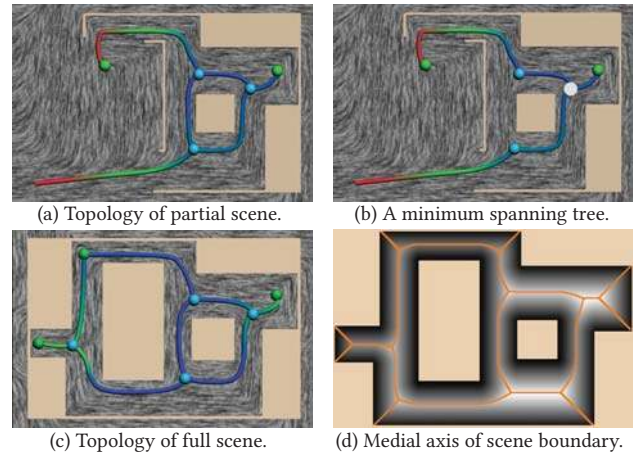 (a) Topology of partial scene.
(b) A minimum spanning tree.
(c) Topology of full scene.
(d) Medial axis of scene boundary.